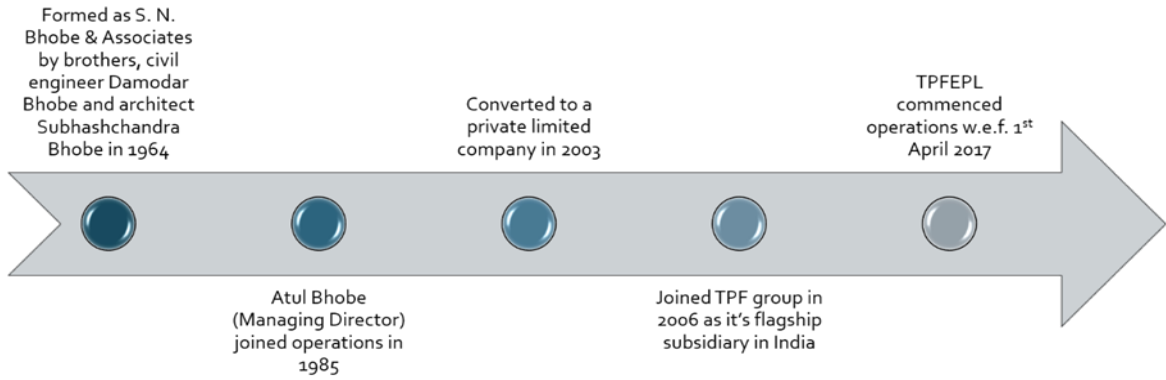 Formed as S. N.
Bhobe & Associates
by brothers, civil
engineer Damodar
Bhobe and architect
Subhashchandra
Bhobe in 1964
Atul Bhobe
(Managing Director)
joined operations in
1985
Converted to a
private limited
company in 2003
Joined TPF group in
2006 as it’s flagship
subsidiary in India
TPFEPL
commenced
operations w.e.f. 1st
April 2017